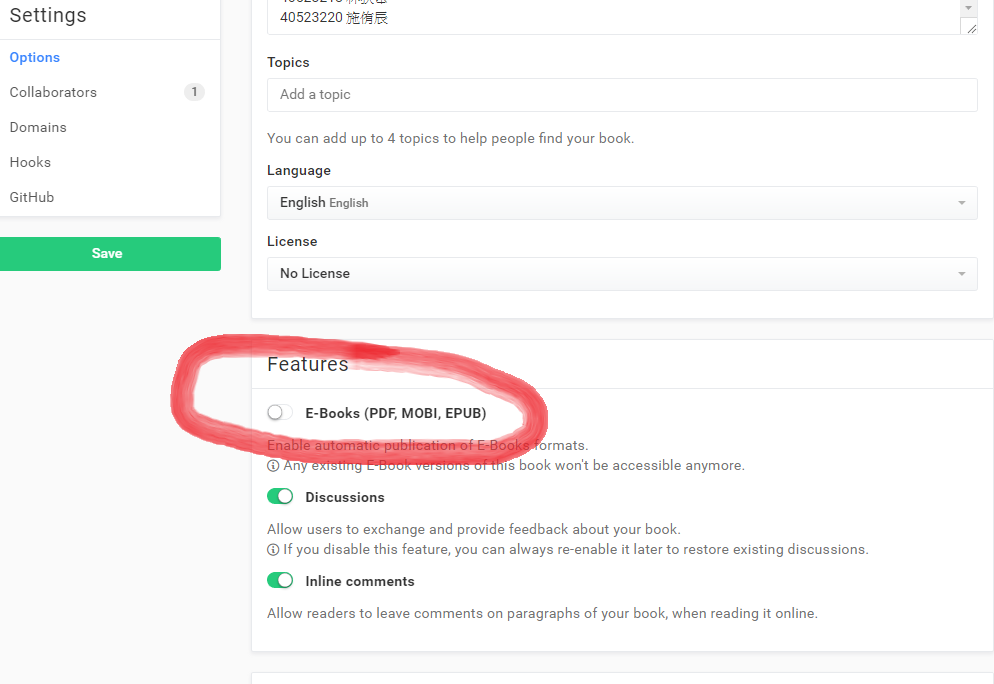 Settings
Options
Collaborators 1
Domains
Hooks
GitHub
Save
40523220 施侑辰
Topics
Add a topic
You can add up to 4 topics to help people find your book.
Language
English English
License
No License
Features
E-Books (PDF, MOBI, EPUB)
Enable automatic publication of E-Books formats.
Any existing E-Book versions of this book won't be accessible anymore.
Discussions
Allow users to exchange and provide feedback about your book.
If you disable this feature, you can always re-enable it later to restore existing discussions.
Inline comments
Allow readers to leave comments on paragraphs of your book, when reading it online.